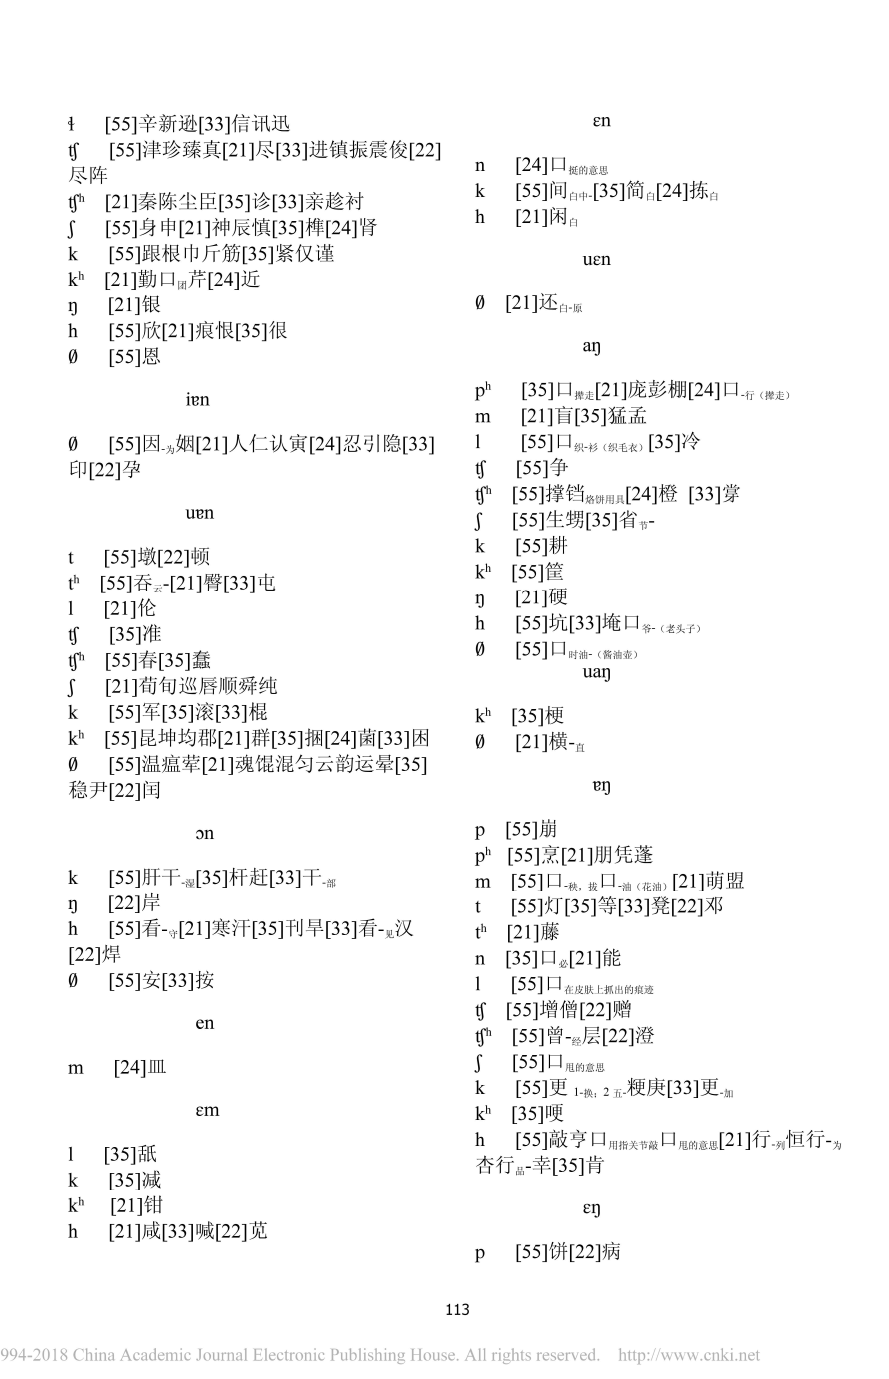 ɬ [55]辛新逊[33]信讯迅
ʧ [55]津珍臻真[21]尽[33]进镇振震俊[22]
尽阵
ʧʰ [21]秦陈尘臣[35]诊[33]亲趁衬
ʃ [55]身申[21]神辰慎[35]榫[24]肾
k [55]跟根巾斤筋[35]紧仅谨
kʰ [21]勤口团芹[24]近
ŋ [21]银
h [55]欣[21]痕恨[35]很
∅ [55]恩
iɐn
∅ [55]因-为姻[21]人仁认寅[24]忍引隐[33]
印[22]孕
uɐn
t [55]墩[22]顿
tʰ [55]吞云-[21]臀[33]屯
l [21]伦
ʧ [35]准
ʧʰ [55]春[35]蠢
ʃ [21]荀旬巡唇顺舜纯
k [55]军[35]滚[33]棍
kʰ [55]昆坤均郡[21]群[35]捆[24]菌[33]困
∅ [55]温瘟荤[21]魂馄混匀云韵运晕[35]
稳尹[22]闰
ɔn
k [55]肝干-湿[35]杆赶[33]干-部
ŋ [22]岸
h [55]看-守[21]寒汗[35]刊旱[33]看-见汉
[22]焊
∅ [55]安[33]按
en
m [24]皿
ɛm
l [35]舐
k [35]减
kʰ [21]钳
h [21]咸[33]喊[22]苋
ɛn
n [24]口挺的意思
k [55]间白中-[35]简白[24]拣白
h [21]闲白
uɛn
∅ [21]还白-原
aŋ
pʰ [35]口撵走[21]庞彭棚[24]口-行（撵走）
m [21]盲[35]猛孟
l [55]口织-衫（织毛衣）[35]冷
ʧ [55]争
ʧʰ [55]撑铛烙饼用具[24]橙 [33]掌
ʃ [55]生甥[35]省节-
k [55]耕
kʰ [55]筐
ŋ [21]硬
h [55]坑[33]埯口爷-（老头子）
∅ [55]口时油-（酱油壶）
uaŋ
kʰ [35]梗
∅ [21]横-直
ɐŋ
p [55]崩
pʰ [55]烹[21]朋凭蓬
m [55]口-秧，拔口-油（花油）[21]萌盟
t [55]灯[35]等[33]凳[22]邓
tʰ [21]藤
n [35]口必[21]能
l [55]口在皮肤上抓出的痕迹
ʧ [55]增僧[22]赠
ʧʰ [55]曾-经层[22]澄
ʃ [55]口甩的意思
k [55]更 1-换；2 五-粳庚[33]更-加
kʰ [35]哽
h [55]敲亨口用指关节敲口甩的意思[21]行-列恒行-为
杏行品-幸[35]肯
ɛŋ
p [55]饼[22]病
113
994-2018 China Academic Journal Electronic Publishing House. All rights reserved. http://www.cnki.net